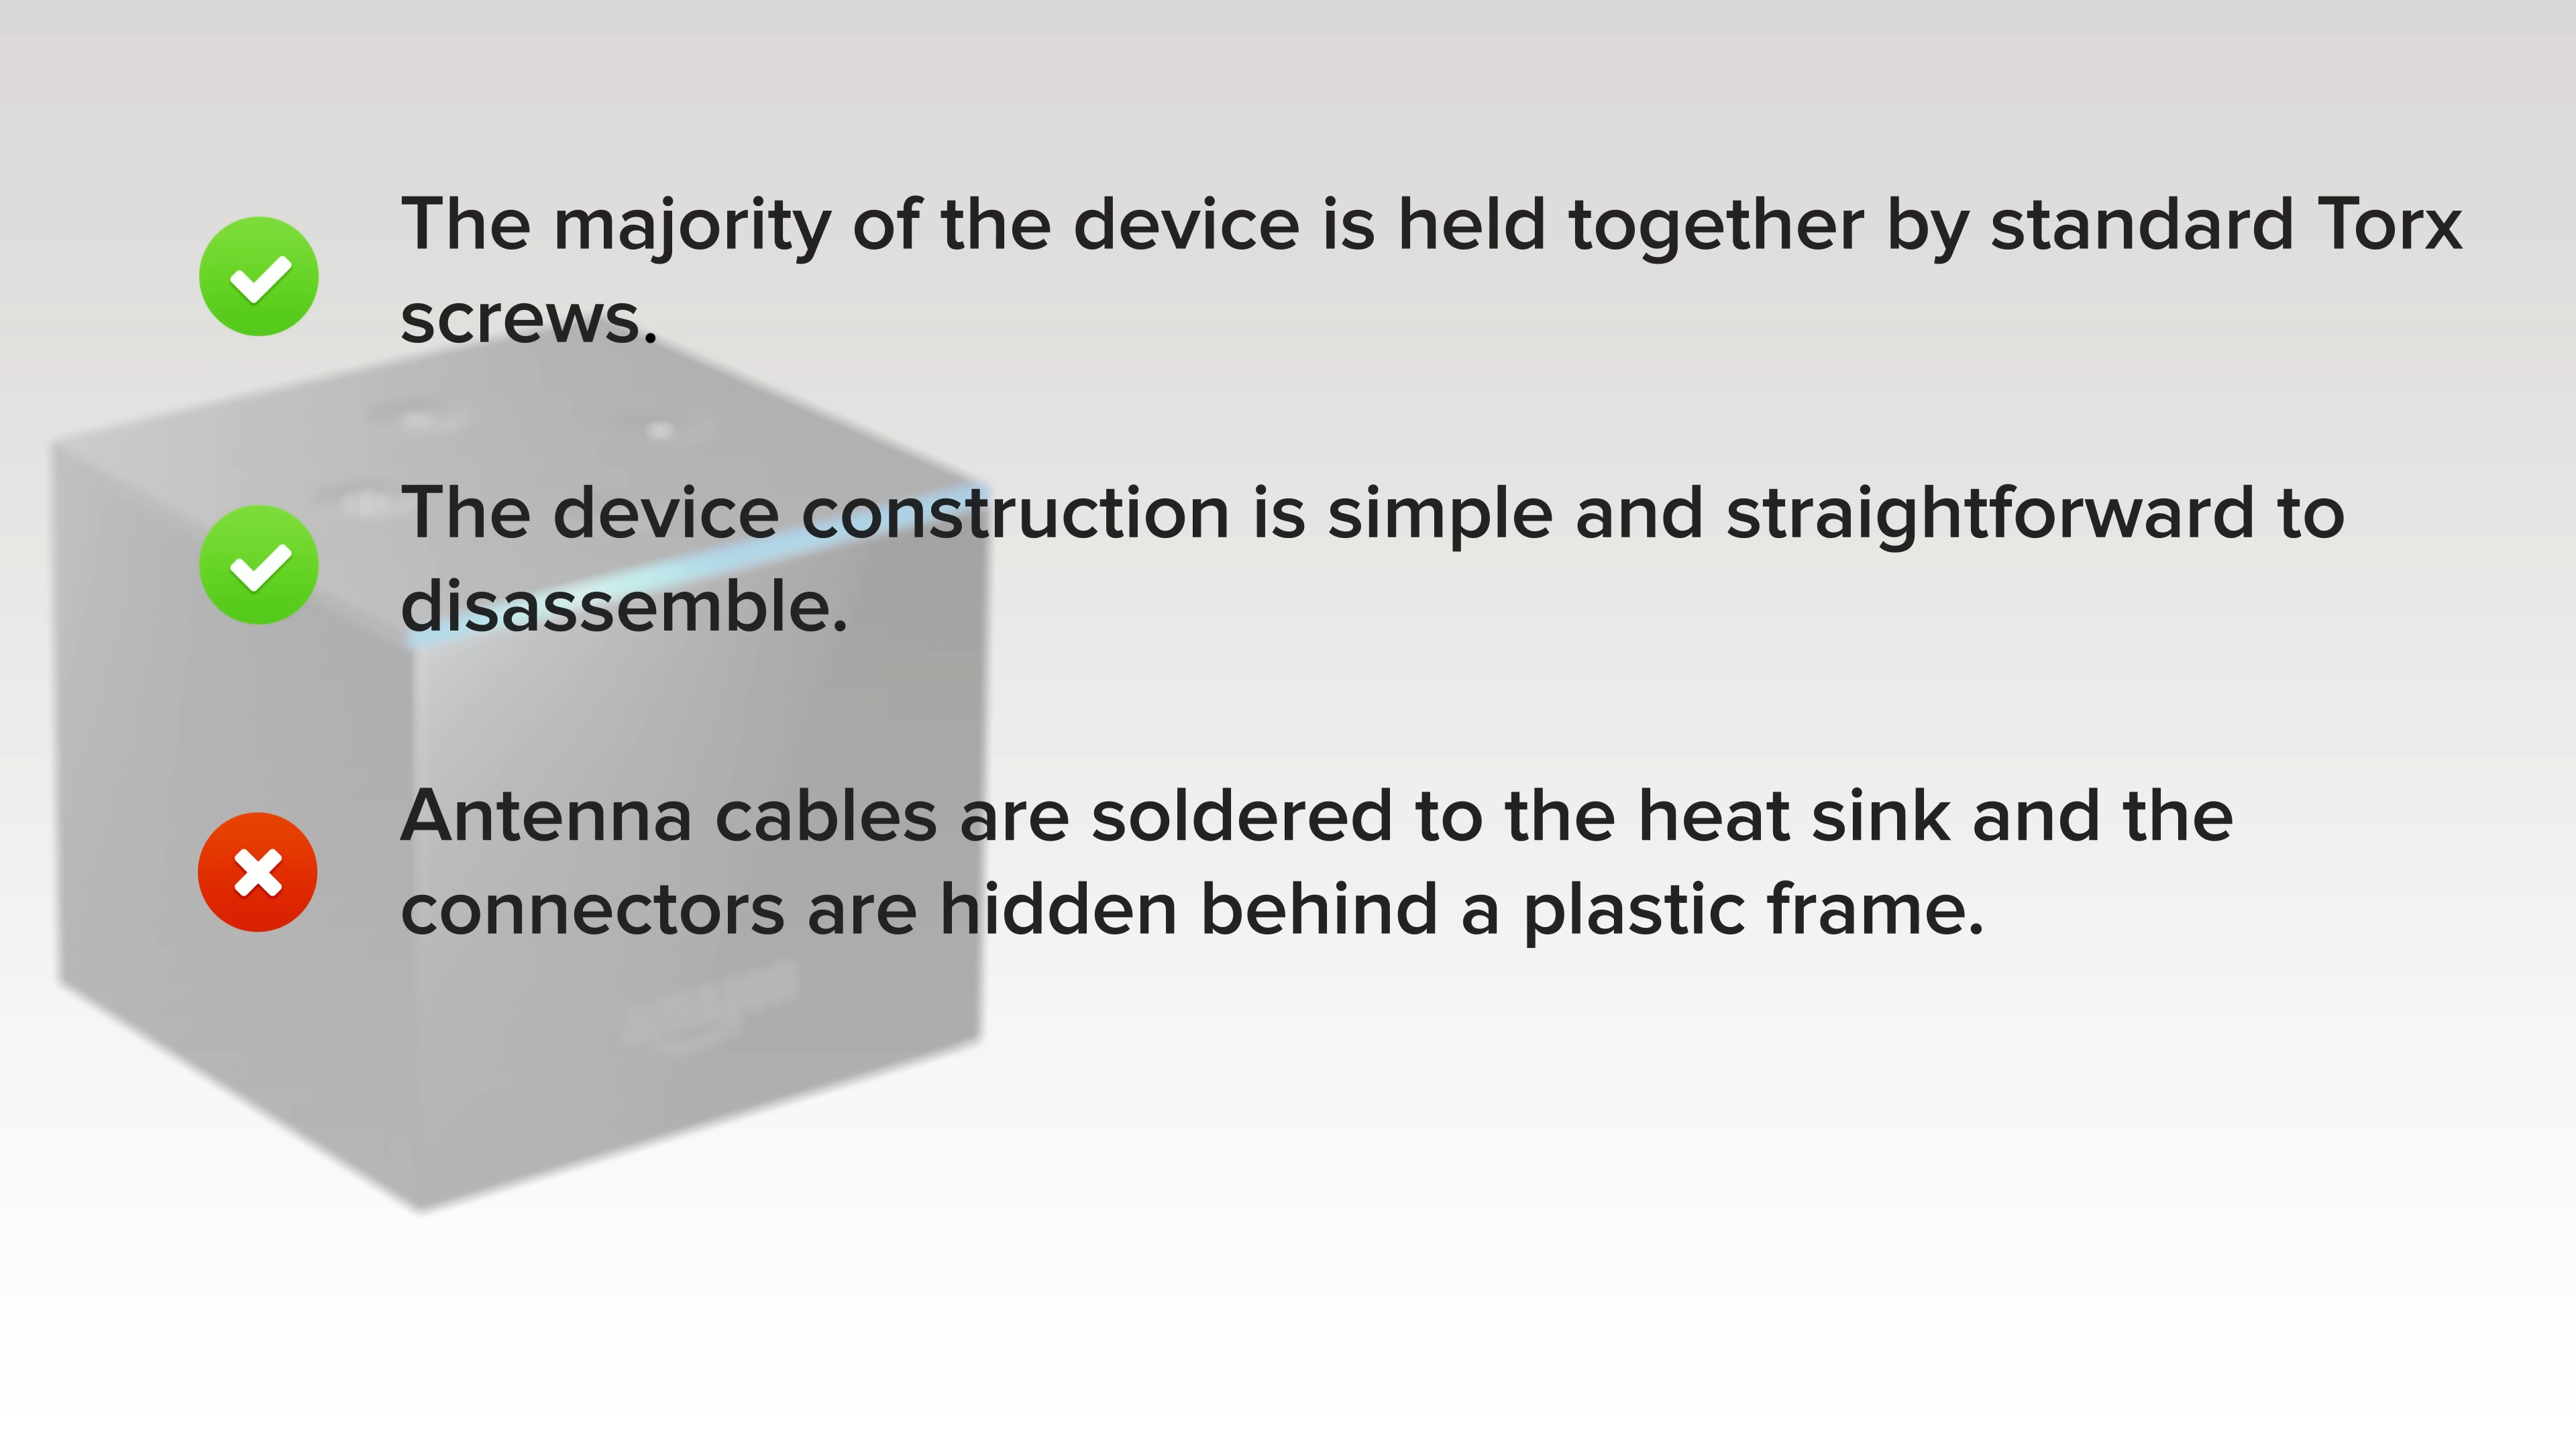 The majority of the device is held together by standard Torx
screws.
The device construction is simple and straightforward to
disassemble.
Antenna cables are soldered to the heat sink and the
connectors are hidden behind a plastic frame.
amazon